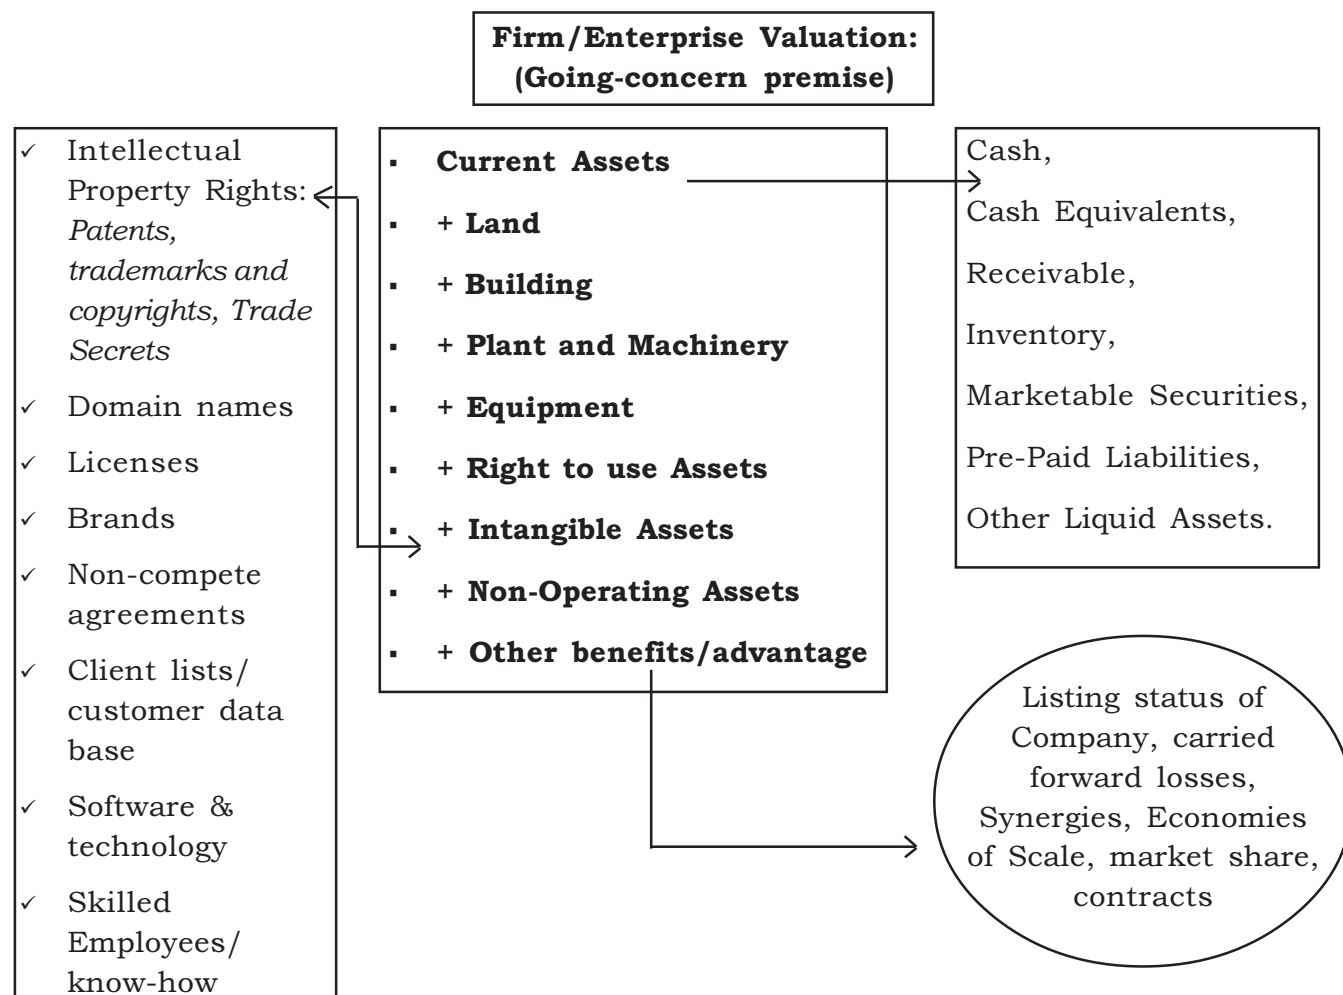 Firm/Enterprise Valuation:
(Going-concern premise)
✓ Intellectual
Property Rights:
Patents,
trademarks and
copyrights, Trade
Secrets
✓ Domain names
✓ Licenses
✓ Brands
✓ Non-compete
agreements
✓ Client lists/
customer data
base
✓ Software &
technology
✓ Skilled
Employees/
know-how
▪ Current Assets
▪ + Land
▪ + Building
▪ + Plant and Machinery
▪ + Equipment
▪ + Right to use Assets
▪ + Intangible Assets
▪ + Non-Operating Assets
▪ + Other benefits/advantage
Cash,
Cash Equivalents,
Receivable,
Inventory,
Marketable Securities,
Pre-Paid Liabilities,
Other Liquid Assets.
Listing status of
Company, carried
forward losses,
Synergies, Economies
of Scale, market share,
contracts